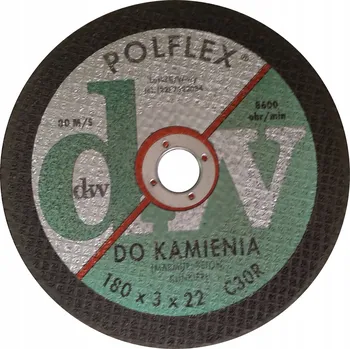 POLFLEX ®
80 M/S
8600
obr/min
dw
dw
DO KAMIENIA
180 x 3 x 22 C30R